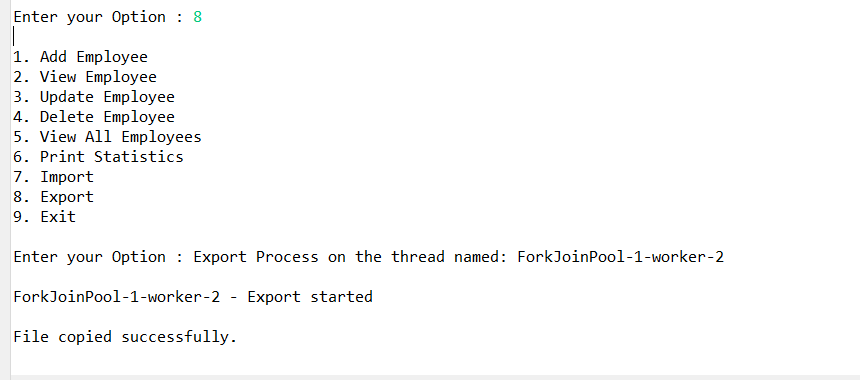 Enter your Option : 8
1. Add Employee
2. View Employee
3. Update Employee
4. Delete Employee
5. View All Employees
6. Print Statistics
7. Import
8. Export
9. Exit
Enter your Option : Export Process on the thread named: ForkJoinPool-1-worker-2
ForkJoinPool-1-worker-2 - Export started
File copied successfully.